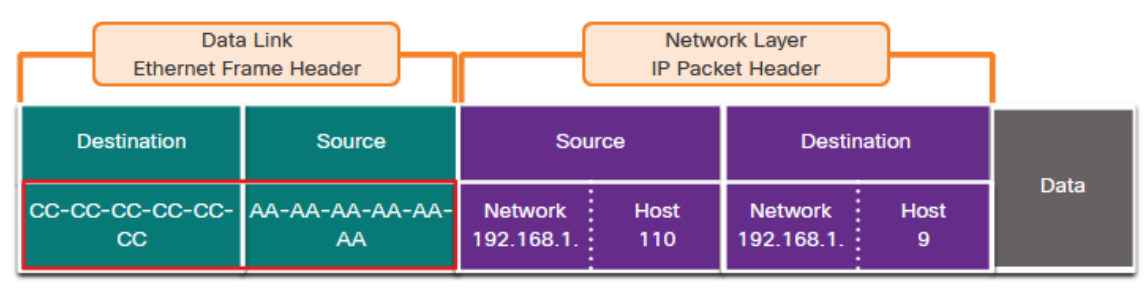 Data Link
Ethernet Frame Header
Network Layer
IP Packet Header
Destination
Source
Source
Destination
Data
CC-CC-CC-CC-CC-
CC
AA-AA-AA-AA-AA-
AA
Network
192.168.1.
Host
110
Network
192.168.1.
Host
9